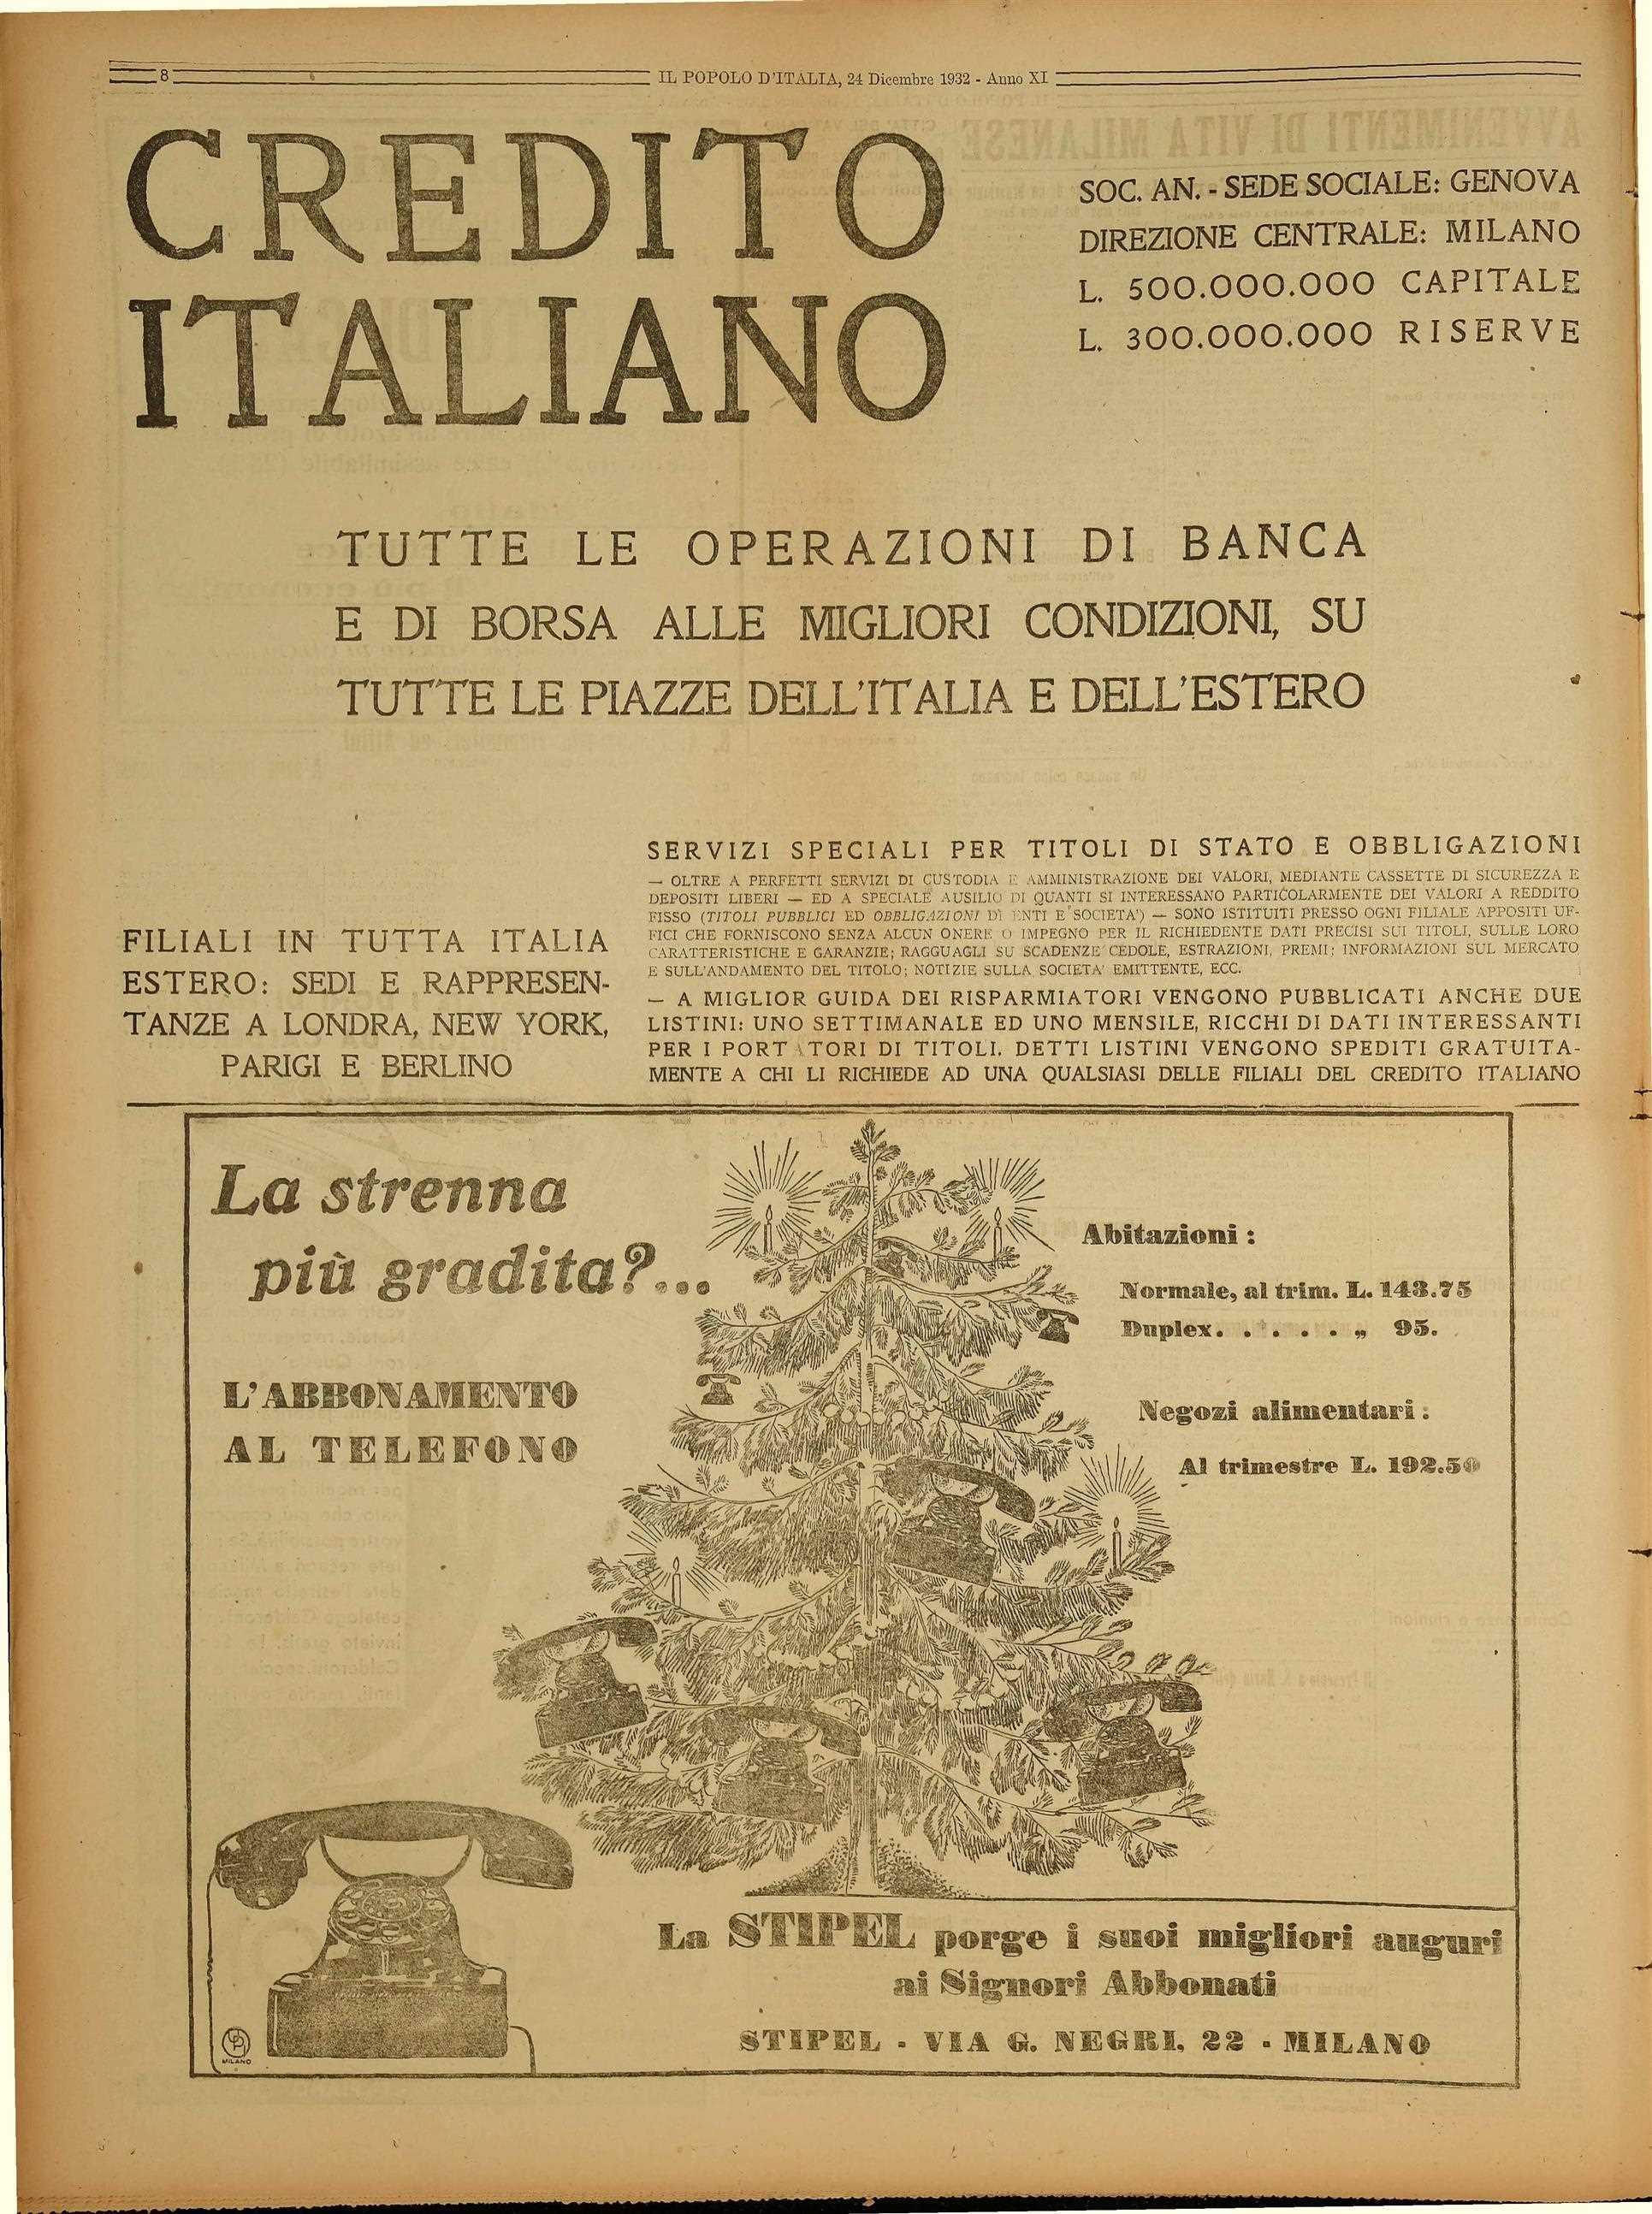 8
IL POPOLO D'ITALIA, 24 Dicembre 1932 - Anno XI
CREDITO
ITALIANO
SOC. AN. - SEDE SOCIALE: GENOVA
DIREZIONE CENTRALE: MILANO
L. 500.000.000 CAPITALE
L. 300.000.000 RISERVE
TUTTE LE OPERAZIONI DI BANCA
E DI BORSA ALLE MIGLIORI CONDIZIONI, SU
TUTTE LE PIAZZE DELL'ITALIA E DELL'ESTERO
FILIALI IN TUTTA ITALIA
ESTERO: SEDI E RAPPRESEN-
TANZE A LONDRA, NEW YORK,
PARIGI E BERLINO
SERVIZI SPECIALI PER TITOLI DI STATO E OBBLIGAZIONI
— OLTRE A PERFETTI SERVIZI DI CUSTODIA E AMMINISTRAZIONE DEI VALORI, MEDIANTE CASSETTE DI SICUREZZA E
DEPOSITI LIBERI — ED A SPECIALE AUSILIO DI QUANTI SI INTERESSANO PARTICOLARMENTE DEI VALORI A REDDITO
FISSO (TITOLI PUBBLICI ED OBBLIGAZIONI DI ENTI E SOCIETA') — SONO ISTITUITI PRESSO OGNI FILIALE APPOSITI UF-
FICI CHE FORNISCONO SENZA ALCUN ONERE O IMPEGNO PER IL RICHIEDENTE DATI PRECISI SUI TITOLI, SULLE LORO
CARATTERISTICHE E GARANZIE; RAGGUAGLI SU SCADENZE CEDOLE, ESTRAZIONI, PREMI; INFORMAZIONI SUL MERCATO
E SULL'ANDAMENTO DEL TITOLO; NOTIZIE SULLA SOCIETA' EMITTENTE, ECC.
— A MIGLIOR GUIDA DEI RISPARMIATORI VENGONO PUBBLICATI ANCHE DUE
LISTINI: UNO SETTIMANALE ED UNO MENSILE, RICCHI DI DATI INTERESSANTI
PER I PORTATORI DI TITOLI. DETTI LISTINI VENGONO SPEDITI GRATUITA-
MENTE A CHI LI RICHIEDE AD UNA QUALSIASI DELLE FILIALI DEL CREDITO ITALIANO
La strenna
più gradita?...
L'ABBONAMENTO
AL TELEFONO
Abitazioni:
Normale, al trim. L. 143.75
Duplex. . . . . . „ 95.
Negozi alimentari:
Al trimestre L. 192.50
La STIPEL porge i suoi migliori auguri
ai Signori Abbonati
STIPEL - VIA G. NEGRI, 22 - MILANO
MILANO